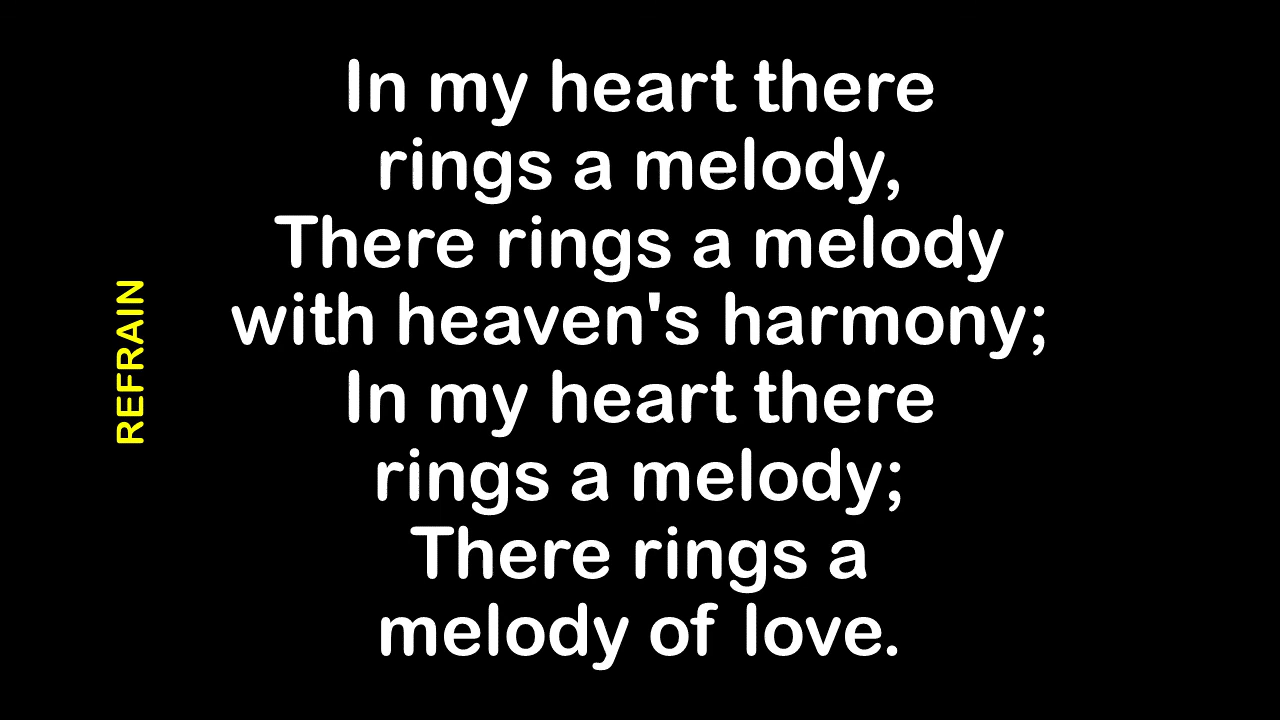 REFRAIN
In my heart there
rings a melody,
There rings a melody
with heaven's harmony;
In my heart there
rings a melody;
There rings a
melody of love.